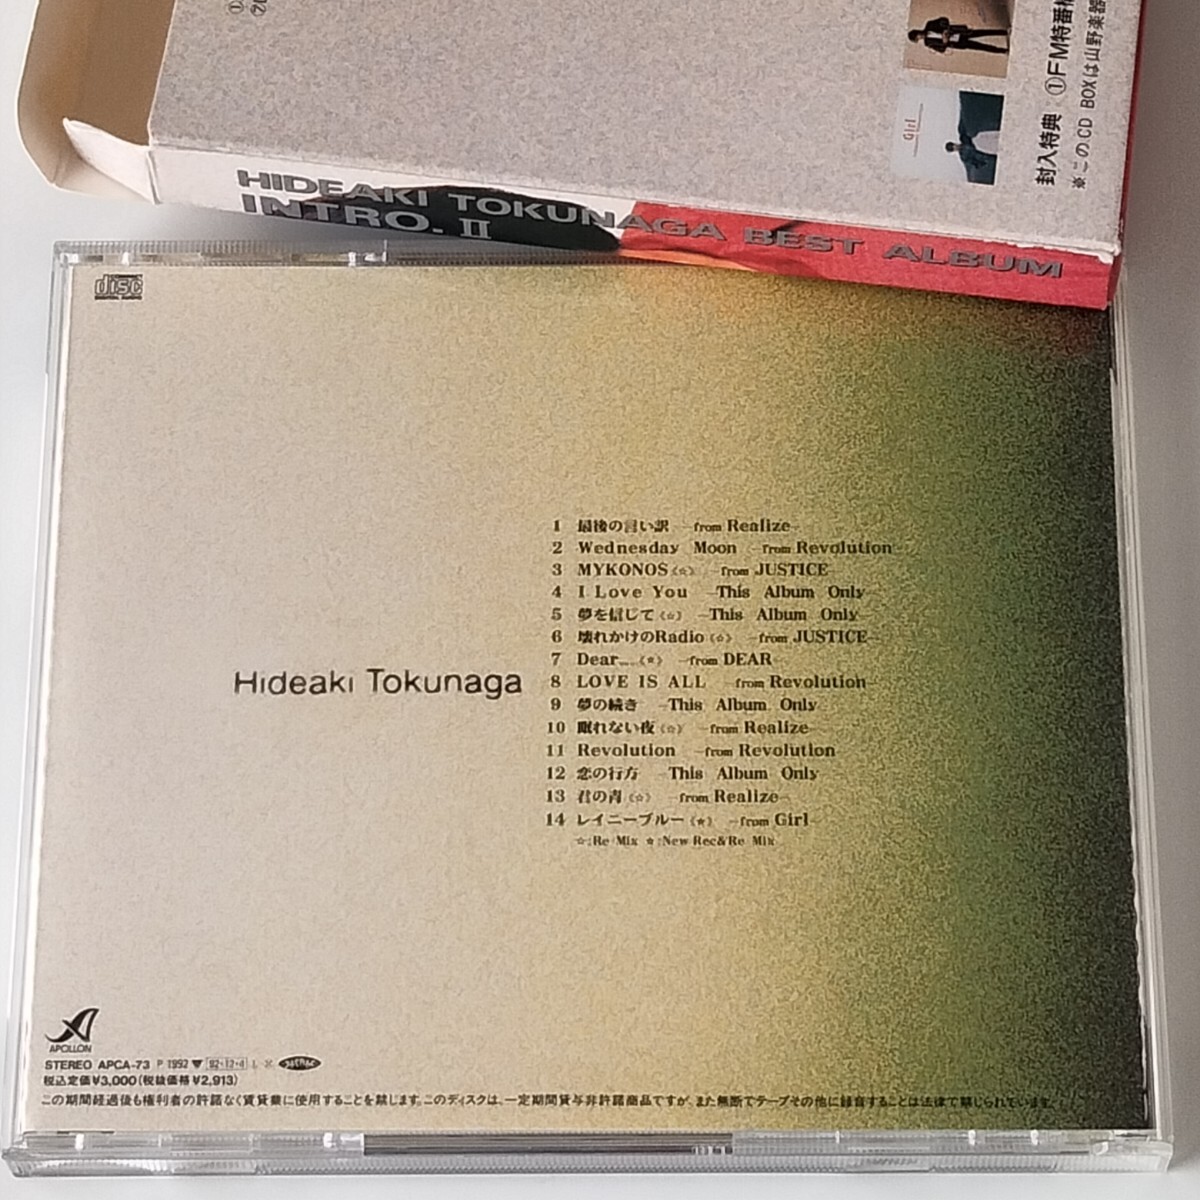 Girl
封入特典 ①FM特番
※このCD BOXは山野楽器
HIDEAKI TOKUNAGA BEST ALBUM
INTRO. II
disc
1 最後の言い訳 –from Realize–
2 Wednesday Moon –from Revolution–
3 MYKONOS《☆》 –from JUSTICE–
4 I Love You –This Album Only–
5 夢を信じて《☆》 –This Album Only–
6 壊れかけのRadio《☆》 –from JUSTICE–
7 Dear......《★》 –from DEAR–
8 LOVE IS ALL –from Revolution–
9 夢の続き –This Album Only–
10 眠れない夜《☆》 –from Realize–
11 Revolution –from Revolution–
12 恋の行方 –This Album Only–
13 君の青《☆》 –from Realize–
14 レイニーブルー《★》 –from Girl–
☆:Re Mix ★:New Rec&Re Mix
Hideaki Tokunaga
APOLLON
STEREO APCA-73 P 1992 ▼ 92·12·4 L
税込定価¥3,000(税抜価格¥2,913)
この期間経過後も権利者の許諾なく賃貸業に使用することを禁じます。このディスクは、一定期間貸与非許諾商品ですが、また無断でテープその他に録音することは法律で禁じられています。